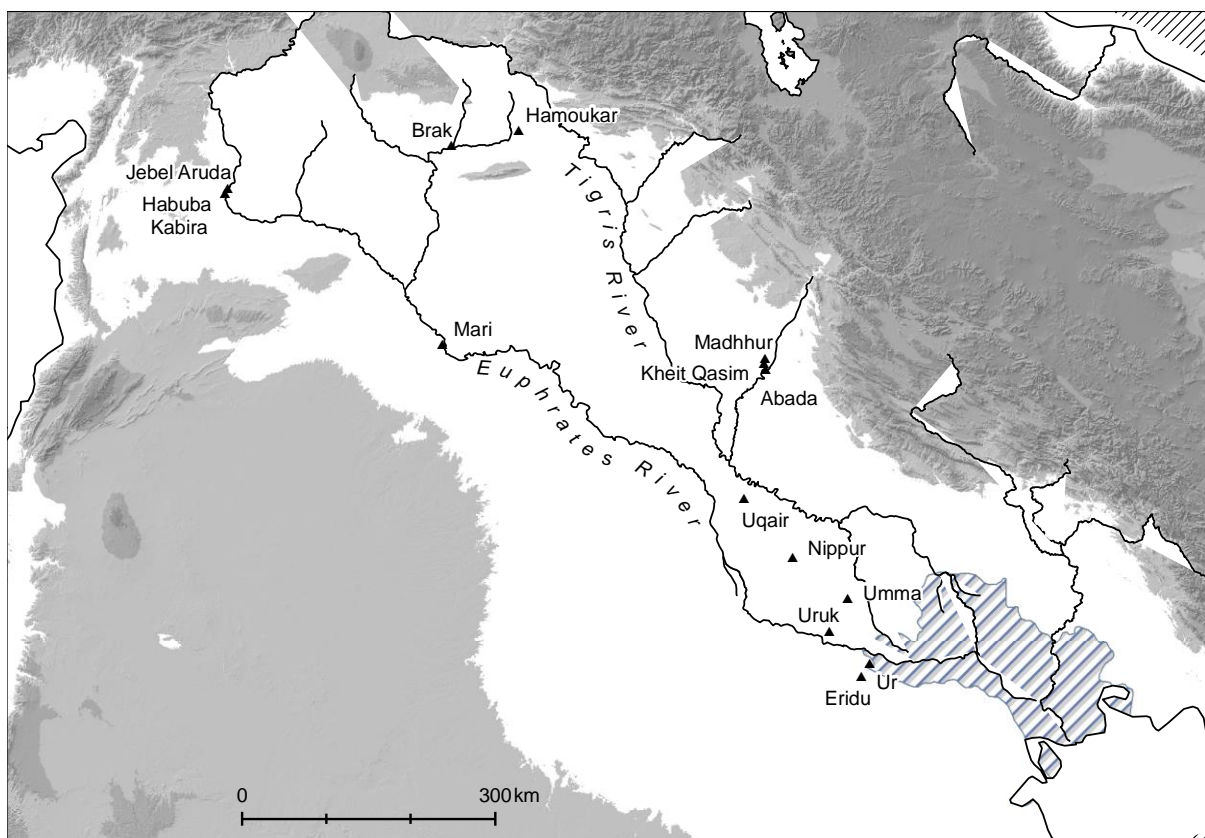 Hamoukar
Brak
Jebel Aruda
Habuba
Kabira
Tigris River
Mari
Madhhur
Kheit Qasim
Abada
Euphrates River
Uqair
Nippur
Umma
Uruk
Ur
Eridu
0 300 km